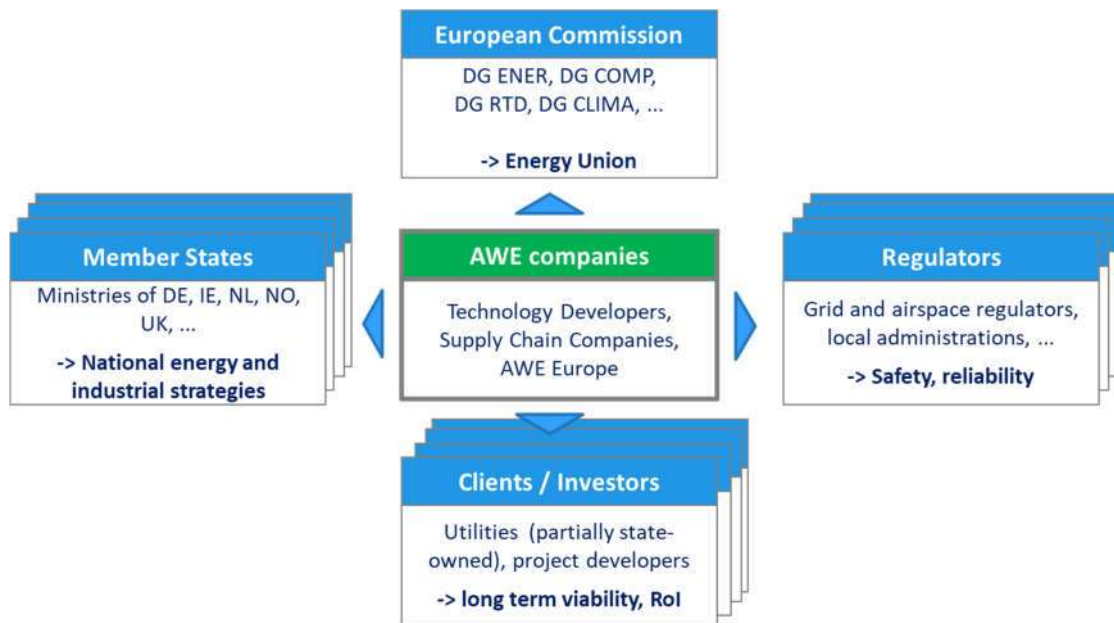 European Commission
DG ENER, DG COMP,
DG RTD, DG CLIMA, ...
-> Energy Union
Member States
Ministries of DE, IE, NL, NO,
UK, ...
-> National energy and
industrial strategies
AWE companies
Technology Developers,
Supply Chain Companies,
AWE Europe
Regulators
Grid and airspace regulators,
local administrations, ...
-> Safety, reliability
Clients / Investors
Utilities (partially state-
owned), project developers
-> long term viability, RoI